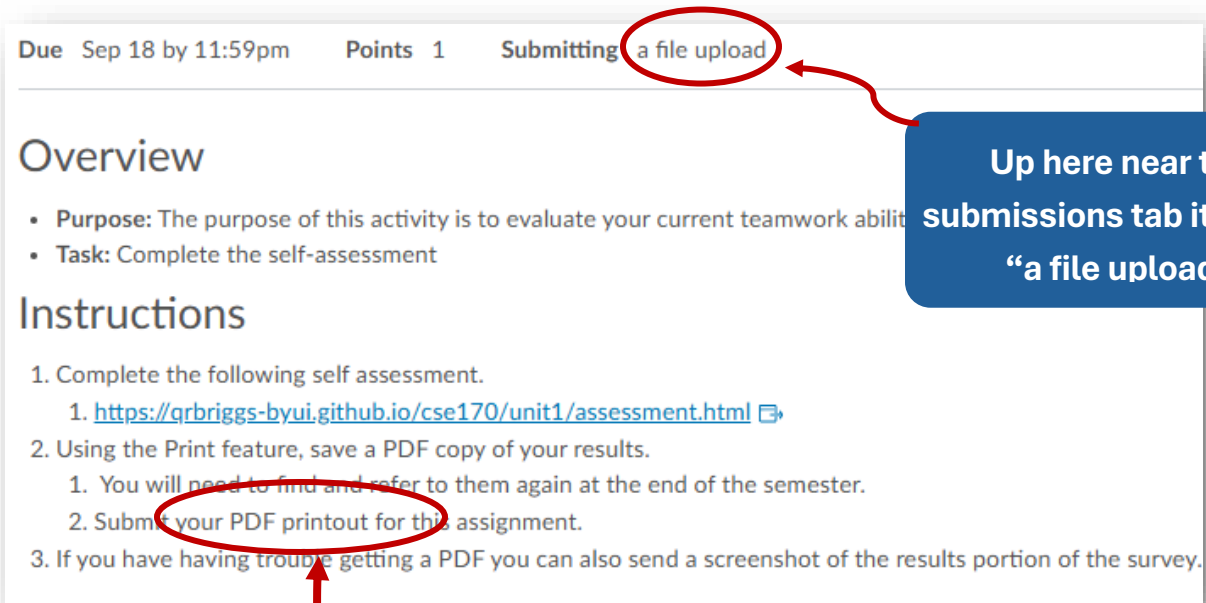 Due Sep 18 by 11:59pm Points 1 Submitting a file upload
Overview
Up here near
• Purpose: The purpose of this activity is to evaluate your current teamwork
submissions tab
• Task: Complete the self-assessment
“a file upload
Instructions
1. Complete the following self assessment.
1. https://qrbriggs-byui.github.io/cse170/unit1/assessment.html
2. Using the Print feature, save a PDF copy of your results.
1. You will need to find and refer to them again at the end of the semester.
2. Submit your PDF printout for this assignment.
3. If you have having trouble getting a PDF you can also send a screenshot of the results portion of the survey.